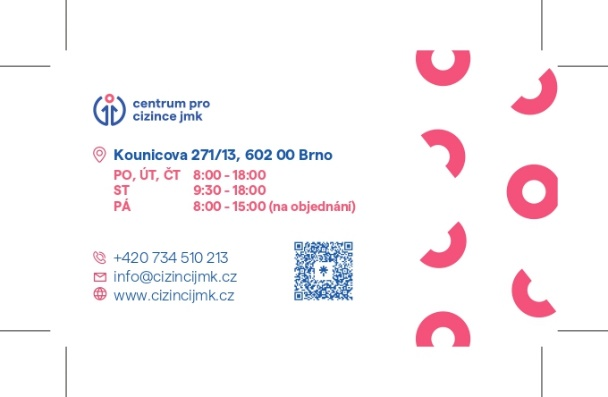 centrum pro
cizince jmk
Kounicova 271/13, 602 00 Brno
PO, ÚT, ČT 8:00 - 18:00
ST 9:30 - 18:00
PÁ 8:00 - 15:00 (na objednání)
+420 734 510 213
info@cizincijmk.cz
www.cizincijmk.cz